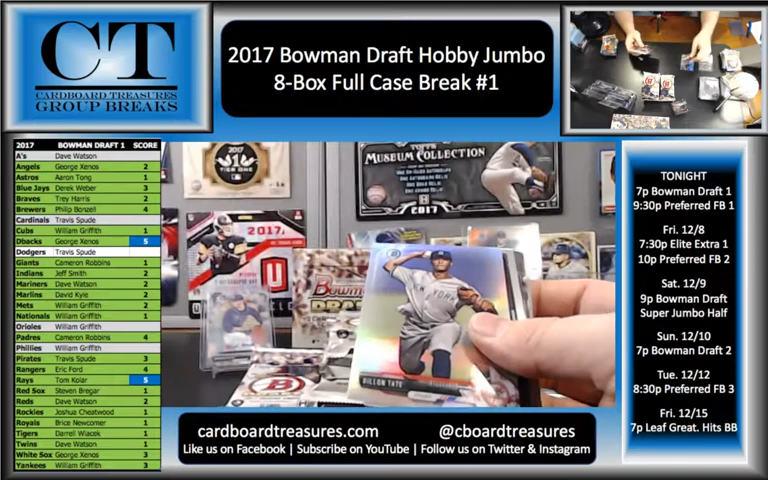 CT
CARDBOARD TREASURES
GROUP BREAKS
2017 Bowman Draft Hobby Jumbo
8-Box Full Case Break #1
2017 BOWMAN DRAFT 1 SCORE
A's Dave Watson
Angels George Xenos 2
Astros Aaron Tong 1
Blue Jays Derek Weber 3
Braves Trey Harris 2
Brewers Philip Bonzell 4
Cardinals Travis Spude
Cubs William Griffith 1
Dbacks George Xenos 5
Dodgers Travis Spude
Giants Cameron Robbins 1
Indians Jeff Smith 2
Mariners Dave Watson 2
Marlins David Kyle 2
Mets William Griffith 2
Nationals William Griffith 1
Orioles William Griffith
Padres Cameron Robbins 4
Phillies William Griffith
Pirates Travis Spude 3
Rangers Eric Ford 4
Rays Tom Kolar 5
Red Sox Steven Bregar 1
Reds Dave Watson 2
Rockies Joshua Cheatwood 1
Royals Brice Newcomer 1
Tigers Darrell Wiacek 1
Twins Dave Watson 1
White Sox George Xenos 3
Yankees William Griffith 3
2017
TIER ONE
TOPPS
MUSEUM COLLECTION
2017
2017
Bowman
DRAFT
NEW YORK
DILLON TATE
TONIGHT
7p Bowman Draft 1
9:30p Preferred FB 1
Fri. 12/8
7:30p Elite Extra 1
10p Preferred FB 2
Sat. 12/9
9p Bowman Draft
Super Jumbo Half
Sun. 12/10
7p Bowman Draft 2
Tue. 12/12
8:30p Preferred FB 3
Fri. 12/15
7p Leaf Great. Hits BB
cardboardtreasures.com @cboardtreasures
Like us on Facebook | Subscribe on YouTube | Follow us on Twitter & Instagram